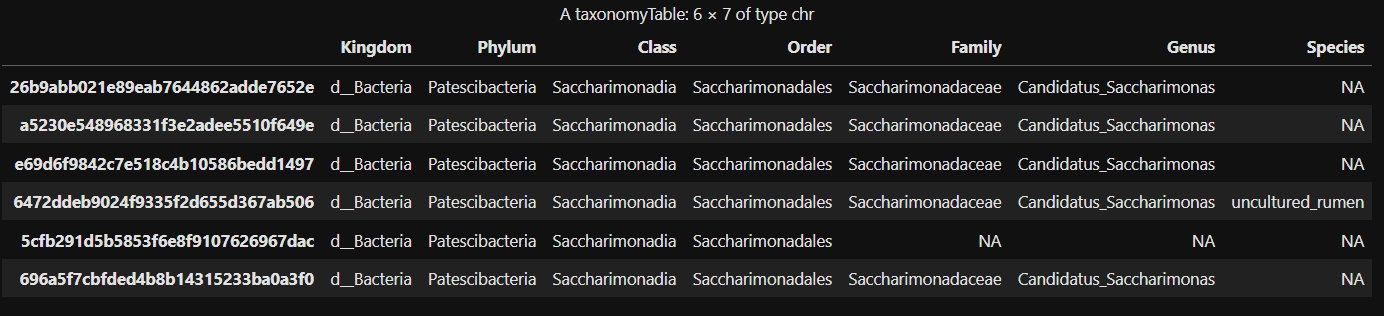 A taxonomyTable: 6 × 7 of type chr
Kingdom Phylum Class Order Family Genus Species
26b9abb021e89eab7644862adde7652e d__Bacteria Patescibacteria Saccharimonadia Saccharimonadales Saccharimonadaceae Candidatus_Saccharimonas NA
a5230e548968331f3e2adee5510f649e d__Bacteria Patescibacteria Saccharimonadia Saccharimonadales Saccharimonadaceae Candidatus_Saccharimonas NA
e69d6f9842c7e518c4b10586bedd1497 d__Bacteria Patescibacteria Saccharimonadia Saccharimonadales Saccharimonadaceae Candidatus_Saccharimonas NA
6472ddeb9024f9335f2d655d367ab506 d__Bacteria Patescibacteria Saccharimonadia Saccharimonadales Saccharimonadaceae Candidatus_Saccharimonas uncultured_rumen
5cfb291d5b5853f6e8f9107626967dac d__Bacteria Patescibacteria Saccharimonadia Saccharimonadales NA NA NA
696a5f7cbfded4b8b14315233ba0a3f0 d__Bacteria Patescibacteria Saccharimonadia Saccharimonadales Saccharimonadaceae Candidatus_Saccharimonas NA